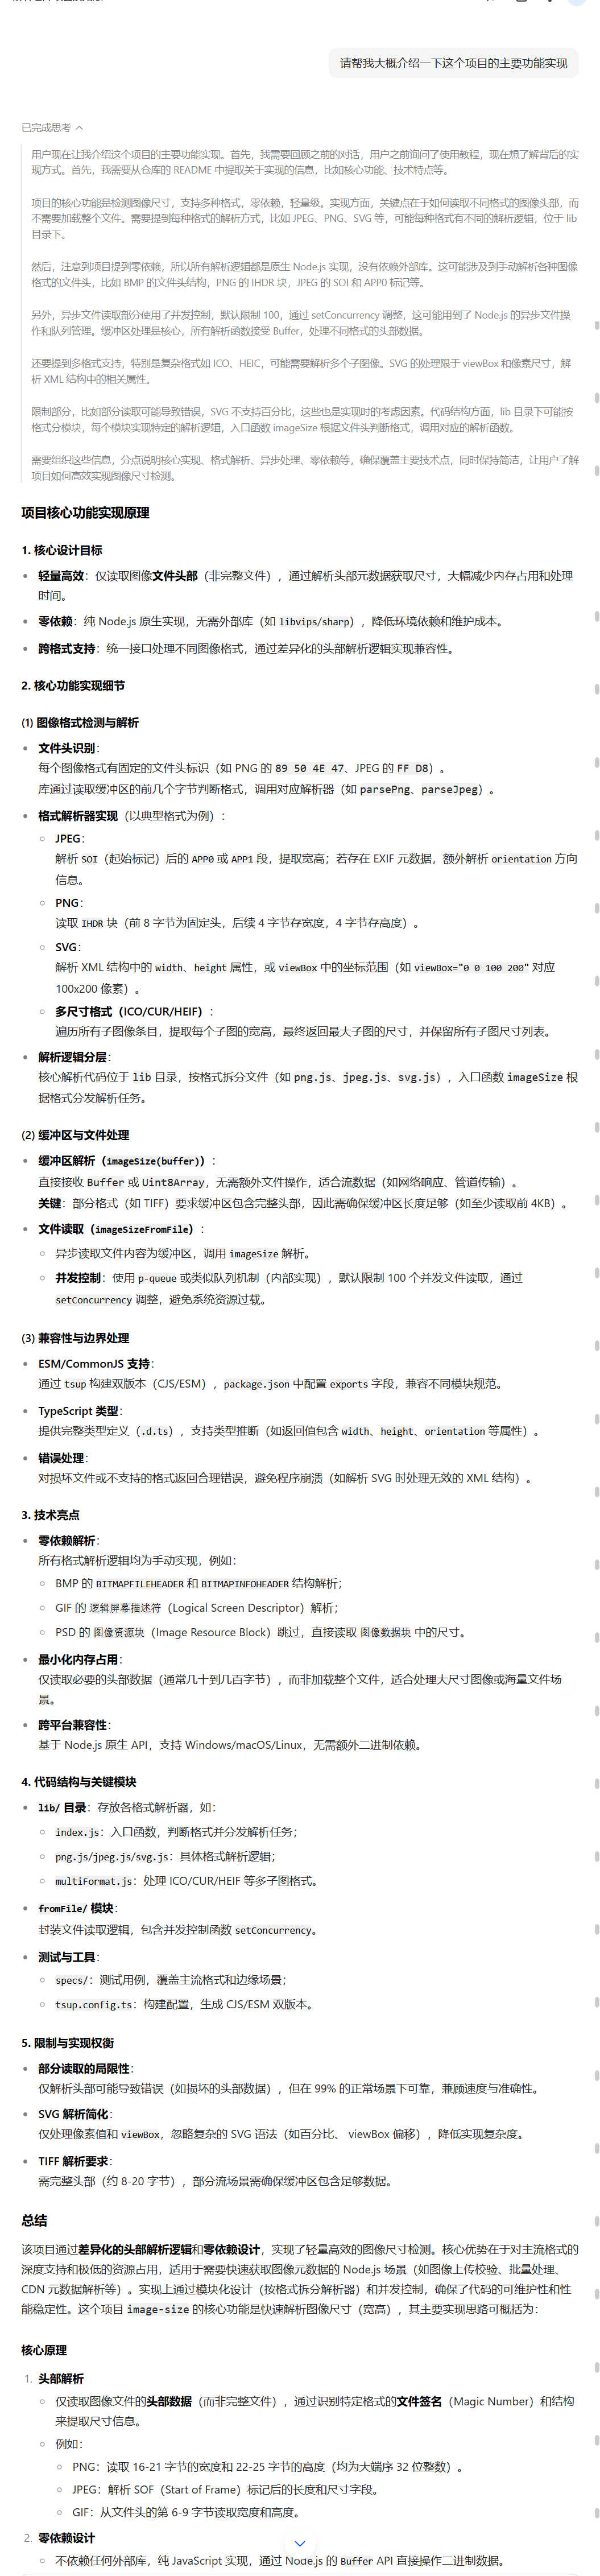 请帮我大概介绍一下这个项目的主要功能实现
已完成思考
用户现在让我介绍这个项目的主要功能实现。首先，我需要回顾之前的对话，用户之前询问了使用教程，现在想了解背后的实
现方式。首先，我需要从仓库的 README 中提取关于实现的信息，比如核心功能、技术特点等。
项目的核心功能是检测图像尺寸，支持多种格式，零依赖，轻量级。实现方面，关键点在于如何读取不同格式的图像头部，而
不需要加载整个文件。需要提到每种格式的解析方式，比如 JPEG、PNG、SVG 等，可能每种格式有不同的解析逻辑，位于 lib
目录下。
然后，注意到项目提到零依赖，所以所有解析逻辑都是原生 Node.js 实现，没有依赖外部库。这可能涉及到手动解析各种图像
格式的文件头，比如 BMP 的文件头结构，PNG 的 IHDR 块，JPEG 的 SOI 和 APP0 标记等。
另外，异步文件读取部分使用了并发控制，默认限制 100，通过 setConcurrency 调整，这可能用到了 Node.js 的异步文件操
作和队列管理。缓冲区处理是核心，所有解析函数接受 Buffer，处理不同格式的头部数据。
还要提到多格式支持，特别是复杂格式如 ICO、HEIC，可能需要解析多个子图像。SVG 的处理限于 viewBox 和像素尺寸，解
析 XML 结构中的相关属性。
限制部分，比如部分读取可能导致错误，SVG 不支持百分比，这些也是实现时的考虑因素。代码结构方面，lib 目录下可能按
格式分模块，每个模块实现特定的解析逻辑，入口函数 imageSize 根据文件头判断格式，调用对应的解析函数。
需要组织这些信息，分点说明核心实现、格式解析、异步处理、零依赖等，确保覆盖主要技术点，同时保持简洁，让用户了解
项目如何高效实现图像尺寸检测。
项目核心功能实现原理
1. 核心设计目标
轻量高效：仅读取图像文件头部（非完整文件），通过解析头部元数据获取尺寸，大幅减少内存占用和处理
时间。
零依赖：纯 Node.js 原生实现，无需外部库（如 libvips/sharp），降低环境依赖和维护成本。
跨格式支持：统一接口处理不同图像格式，通过差异化的头部解析逻辑实现兼容性。
2. 核心功能实现细节
(1) 图像格式检测与解析
文件头识别：
每个图像格式有固定的文件头标识（如 PNG 的 89 50 4E 47、JPEG 的 FF D8）。
库通过读取缓冲区的前几个字节判断格式，调用对应解析器（如 parsePng、parseJpeg）。
格式解析器实现（以典型格式为例）：
JPEG：
解析 SOI（起始标记）后的 APP0 或 APP1 段，提取宽高；若存在 EXIF 元数据，额外解析 orientation 方向
信息。
PNG：
读取 IHDR 块（前 8 字节为固定头，后续 4 字节存宽度，4 字节存高度）。
SVG：
解析 XML 结构中的 width、height 属性，或 viewBox 中的坐标范围（如 viewBox="0 0 100 200" 对应
100x200 像素）。
多尺寸格式（ICO/CUR/HEIF）：
遍历所有子图像条目，提取每个子图的宽高，最终返回最大子图的尺寸，并保留所有子图尺寸列表。
解析逻辑分层：
核心解析代码位于 lib 目录，按格式拆分文件（如 png.js、jpeg.js、svg.js），入口函数 imageSize 根
据格式分发解析任务。
(2) 缓冲区与文件处理
缓冲区解析（imageSize(buffer)）：
直接接收 Buffer 或 Uint8Array，无需额外文件操作，适合流数据（如网络响应、管道传输）。
关键：部分格式（如 TIFF）要求缓冲区包含完整头部，因此需确保缓冲区长度足够（如至少读取前 4KB）。
文件读取（imageSizeFromFile）：
异步读取文件内容为缓冲区，调用 imageSize 解析。
并发控制：使用 p-queue 或类似队列机制（内部实现），默认限制 100 个并发文件读取，通过
setConcurrency 调整，避免系统资源过载。
(3) 兼容性与边界处理
ESM/CommonJS 支持：
通过 tsup 构建双版本（CJS/ESM），package.json 中配置 exports 字段，兼容不同模块规范。
TypeScript 类型：
提供完整类型定义（.d.ts），支持类型推断（如返回值包含 width、height、orientation 等属性）。
错误处理：
对损坏文件或不支持的格式返回合理错误，避免程序崩溃（如解析 SVG 时处理无效的 XML 结构）。
3. 技术亮点
零依赖解析：
所有格式解析逻辑均为手动实现，例如：
BMP 的 BITMAPFILEHEADER 和 BITMAPINFOHEADER 结构解析；
GIF 的 逻辑屏幕描述符（Logical Screen Descriptor）解析；
PSD 的 图像资源块（Image Resource Block）跳过，直接读取 图像数据块 中的尺寸。
最小化内存占用：
仅读取必要的头部数据（通常几十到几百字节），而非加载整个文件，适合处理大尺寸图像或海量文件场
景。
跨平台兼容性：
基于 Node.js 原生 API，支持 Windows/macOS/Linux，无需额外二进制依赖。
4. 代码结构与关键模块
lib/ 目录：存放各格式解析器，如：
index.js：入口函数，判断格式并分发解析任务；
png.js/jpeg.js/svg.js：具体格式解析逻辑；
multiFormat.js：处理 ICO/CUR/HEIF 等多子图格式。
fromFile/ 模块：
封装文件读取逻辑，包含并发控制函数 setConcurrency。
测试与工具：
specs/：测试用例，覆盖主流格式和边缘场景；
tsup.config.ts：构建配置，生成 CJS/ESM 双版本。
5. 限制与实现权衡
部分读取的局限性：
仅解析头部可能导致错误（如损坏的头部数据），但在 99% 的正常场景下可靠，兼顾速度与准确性。
SVG 解析简化：
仅处理像素值和 viewBox，忽略复杂的 SVG 语法（如百分比、 viewBox 偏移），降低实现复杂度。
TIFF 解析要求：
需完整头部（约 8-20 字节），部分流场景需确保缓冲区包含足够数据。
总结
该项目通过差异化的头部解析逻辑和零依赖设计，实现了轻量高效的图像尺寸检测。核心优势在于对主流格式的
深度支持和极低的资源占用，适用于需要快速获取图像元数据的 Node.js 场景（如图像上传校验、批量处理、
CDN 元数据解析等）。实现上通过模块化设计（按格式拆分解析器）和并发控制，确保了代码的可维护性和性
能稳定性。这个项目 image-size 的核心功能是快速解析图像尺寸（宽高），其主要实现思路可概括为：
核心原理
1. 头部解析
仅读取图像文件的头部数据（而非完整文件），通过识别特定格式的文件签名（Magic Number）和结构
来提取尺寸信息。
例如：
PNG：读取 16-21 字节的宽度和 22-25 字节的高度（均为大端序 32 位整数）。
JPEG：解析 SOF（Start of Frame）标记后的长度和尺寸字段。
GIF：从文件头的第 6-9 字节读取宽度和高度。
2. 零依赖设计
不依赖任何外部库，纯 JavaScript 实现，通过 Node.js 的 Buffer API 直接操作二进制数据。